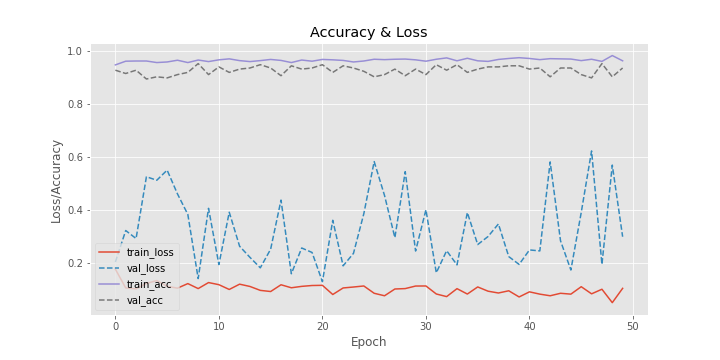 Accuracy & Loss
Loss/Accuracy
1.0
0.8
0.6
0.4
0.2
train_loss
val_loss
train_acc
val_acc
0 10 20 30 40 50
Epoch